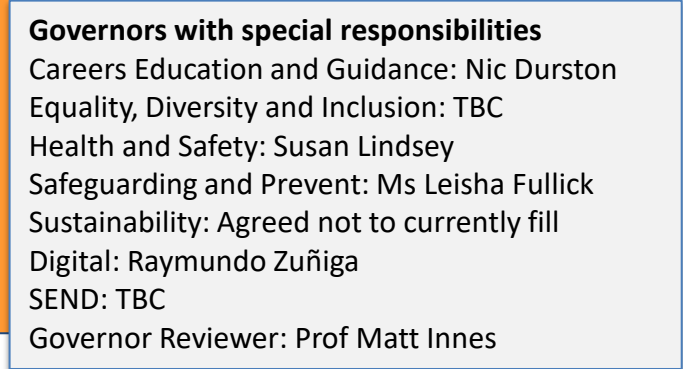 Governors with special responsibilities
Careers Education and Guidance: Nic Durston
Equality, Diversity and Inclusion: TBC
Health and Safety: Susan Lindsey
Safeguarding and Prevent: Ms Leisha Fullick
Sustainability: Agreed not to currently fill
Digital: Raymundo Zuñiga
SEND: TBC
Governor Reviewer: Prof Matt Innes